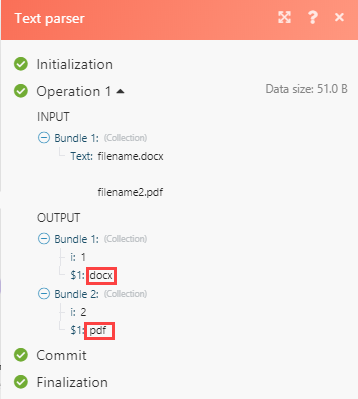 Text parser ? ×
Initialization
Operation 1 Data size: 51.0 B
INPUT
Bundle 1: (Collection)
Text: filename.docx
filename2.pdf
OUTPUT
Bundle 1: (Collection)
i: 1
$1: docx
Bundle 2: (Collection)
i: 2
$1: pdf
Commit
Finalization